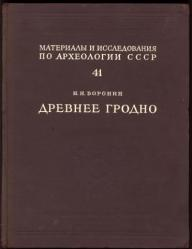 МАТЕРИАЛЫ И ИССЛЕДОВАНИЯ
ПО АРХЕОЛОГИИ СССР
41
Н.Н. ВОРОНИН
ДРЕВНЕЕ ГРОДНО